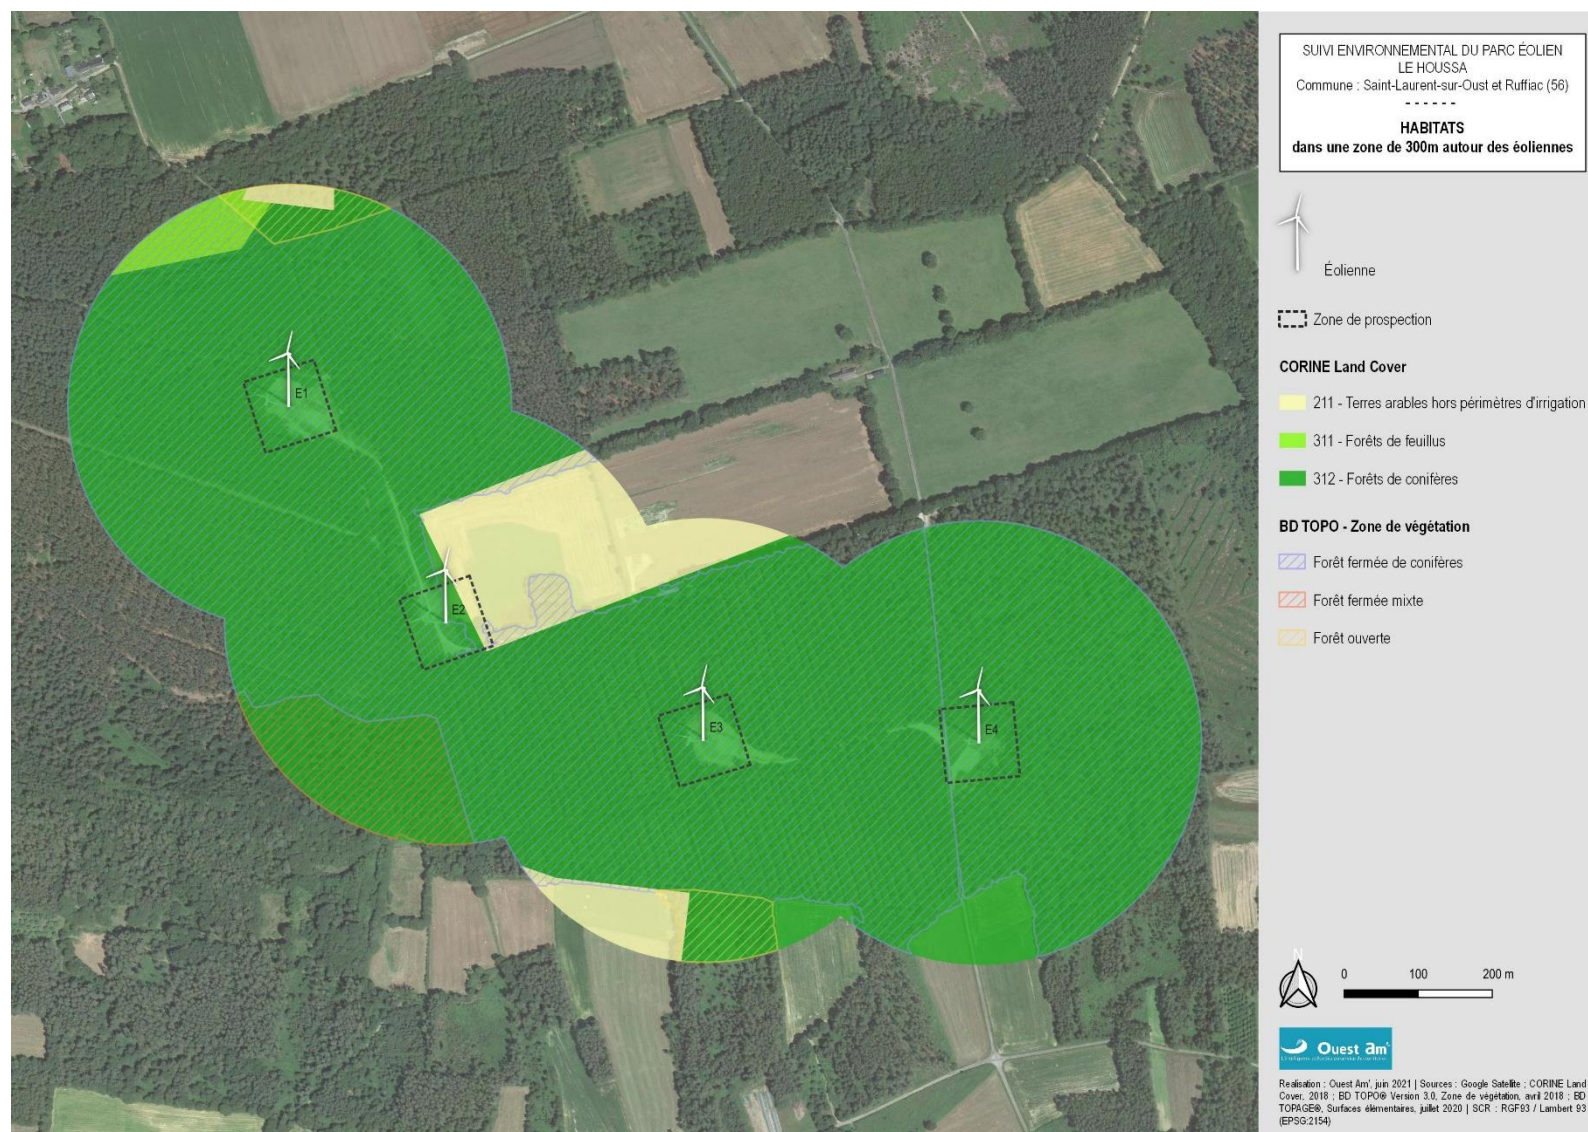 SUIVI ENVIRONNEMENTAL DU PARC ÉOLIEN
LE HOUSSA
Commune : Saint-Laurent-sur-Oust et Ruffiac (56)
- - - - - -
HABITATS
dans une zone de 300m autour des éoliennes
Éolienne
Zone de prospection
CORINE Land Cover
211 - Terres arables hors périmètres d'irrigation
311 - Forêts de feuillus
312 - Forêts de conifères
BD TOPO - Zone de végétation
Forêt fermée de conifères
Forêt fermée mixte
Forêt ouverte
E1
E2
E3
E4
N
0 100 200 m
Ouest am'
Realisation : Ouest Am', juin 2021 | Sources : Google Satellite ; CORINE Land
Cover, 2018 ; BD TOPO® Version 3.0, Zone de végétation, avril 2018 ; BD
TOPAGE®, Surfaces élémentaires, juillet 2020 | SCR : RGF93 / Lambert 93
(EPSG:2154)